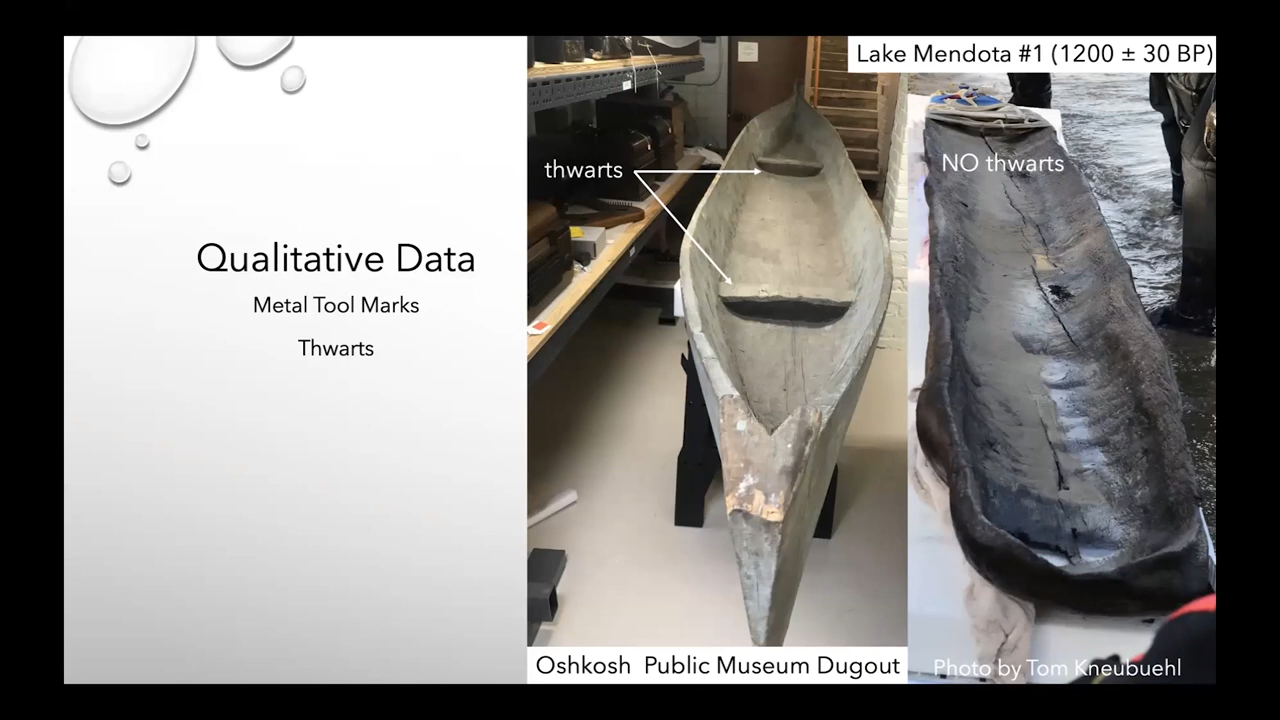 Qualitative Data
Metal Tool Marks
Thwarts
thwarts
Oshkosh  Public Museum Dugout
Lake Mendota #1 (1200 ± 30 BP)
NO thwarts
Photo by Tom Kneubuehl